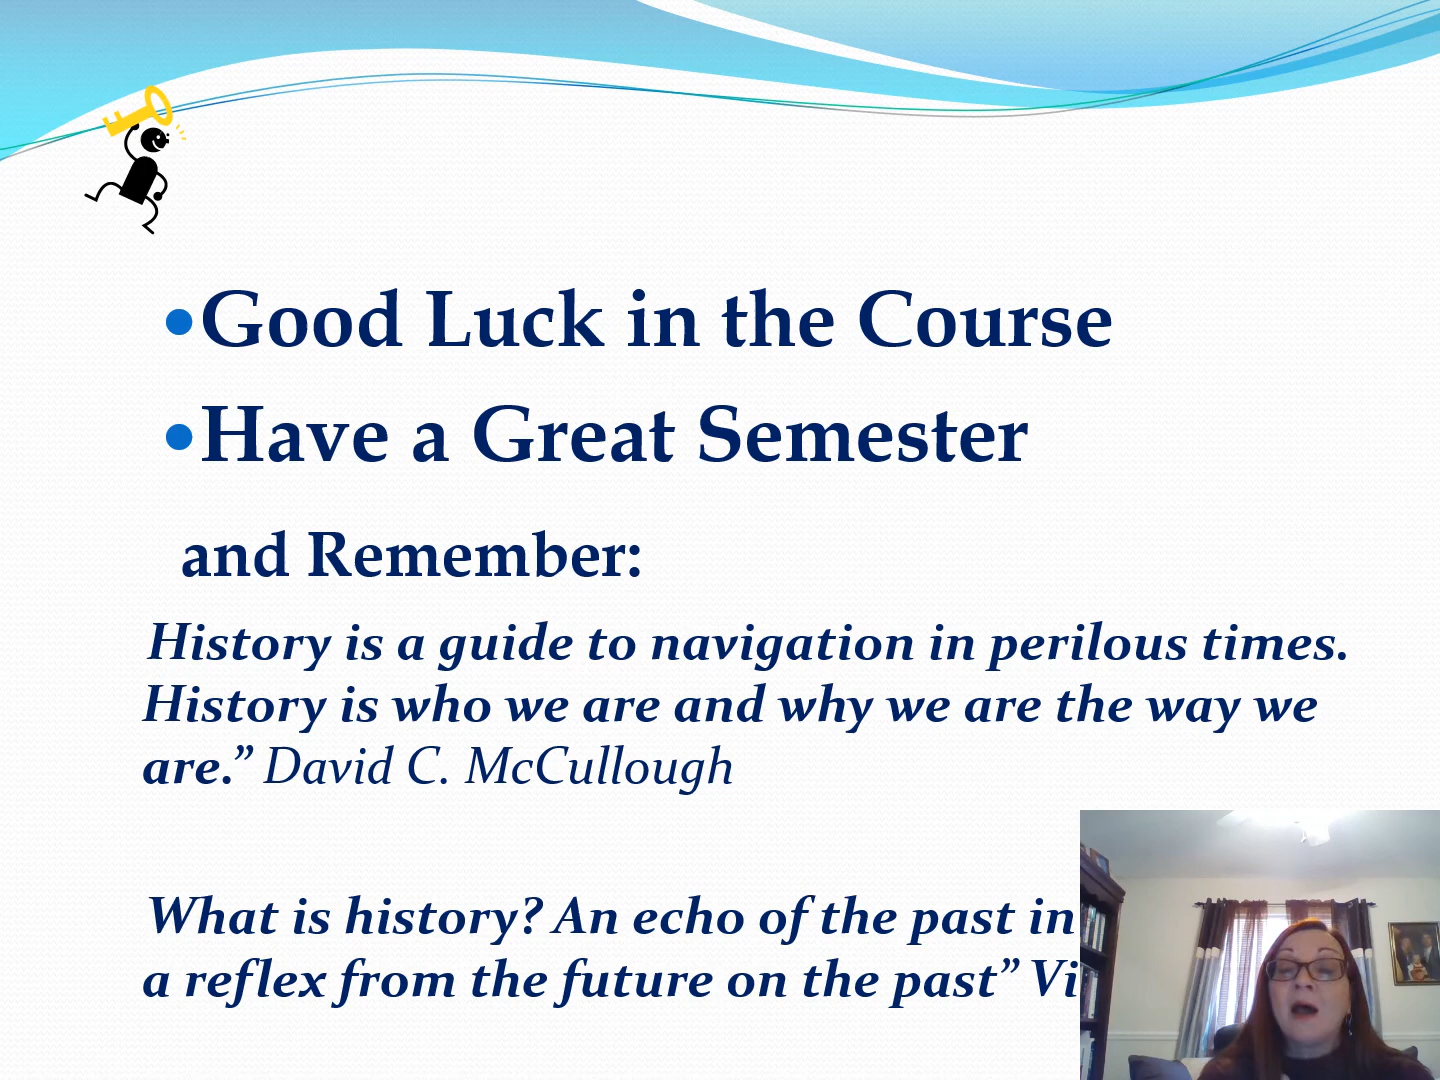 •Good Luck in the Course
•Have a Great Semester
and Remember:
History is a guide to navigation in perilous times.
History is who we are and why we are the way we
are.” David C. McCullough
What is history? An echo of the past in
a reflex from the future on the past”